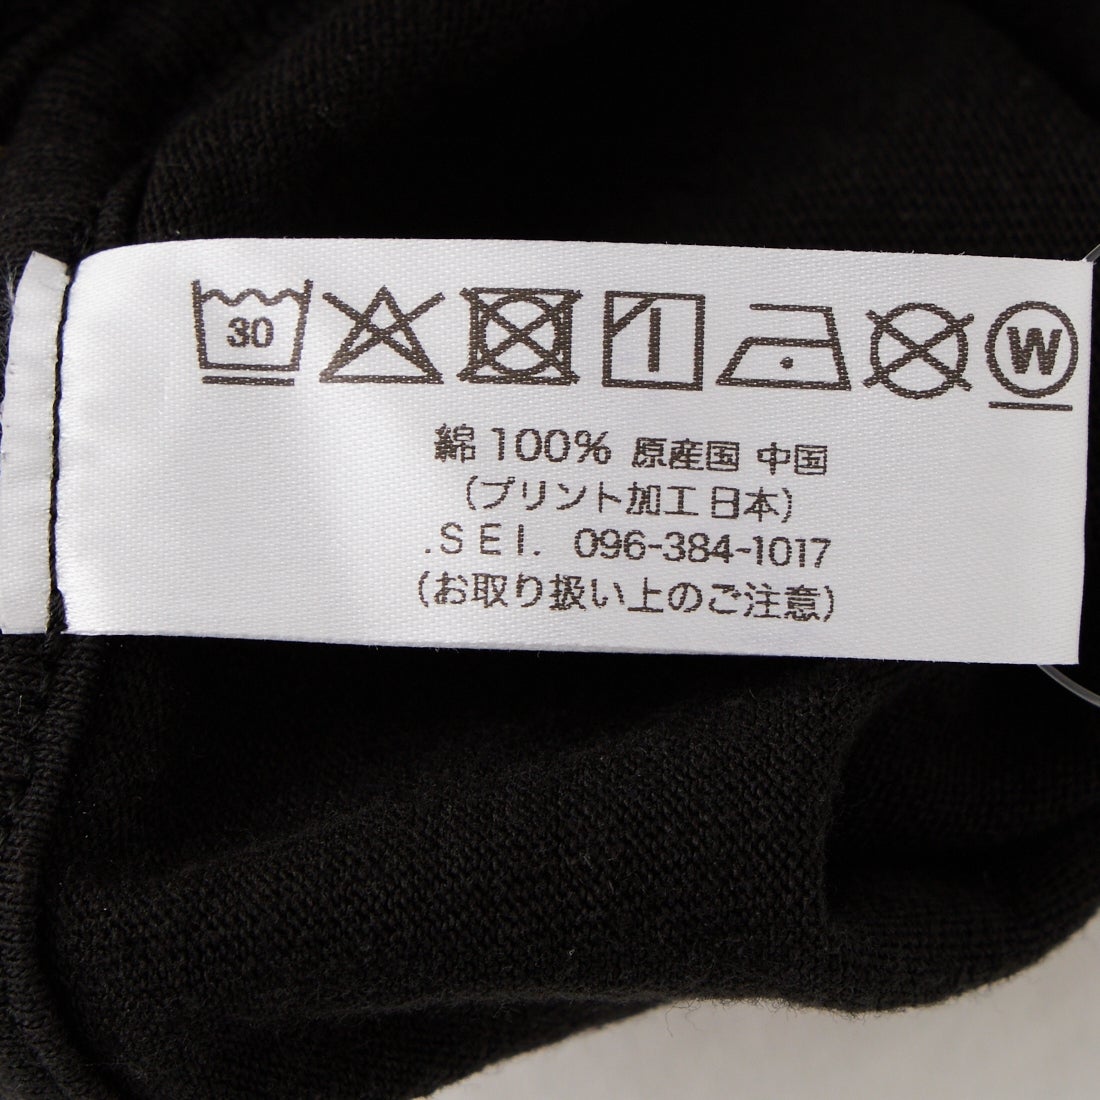 30 W
綿 100% 原産国 中国
(プリント加工 日本)
.SEI. 096-384-1017
(お取り扱い上のご注意)